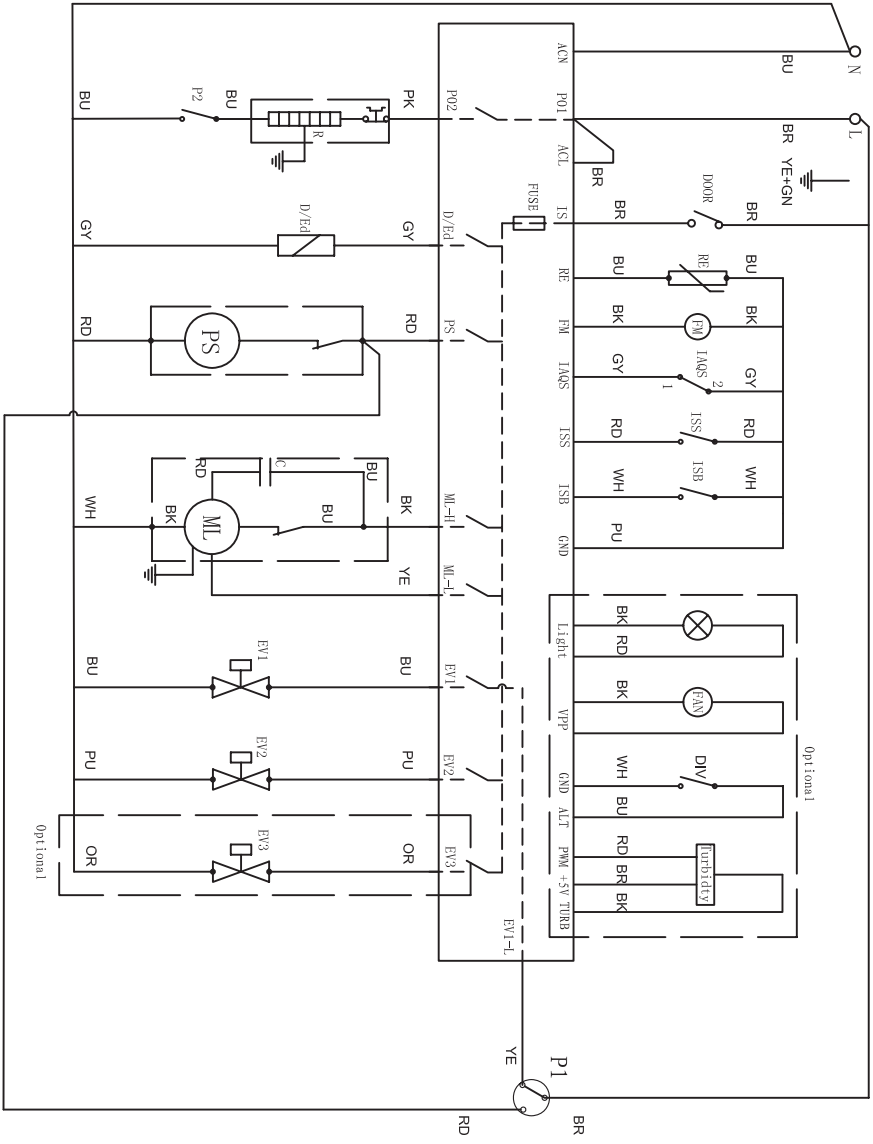 N
L
BU
BR
YE+GN
ACN
P01
ACL
BR
P02
PK
R
BU
P2
BU
DOOR
BR
BR
IS
FUSE
D/Ed
GY
D/Ed
GY
BU
RE
BU
RE
BK
FM
BK
FM
PS
RD
PS
RD
GY
IAQS
2
1
GY
IAQS
RD
ISS
RD
ISS
WH
ISB
WH
ISB
PU
GND
ML-H
BK
BU
C
RD
BU
ML
BK
WH
ML-L
YE
Optional
BK
RD
Light
BK
FAN
VPP
WH
DIV
BU
GND
ALT
RD
BR
BK
Turbidty
PWM
+5V
TURB
EV1
BU
EV1
BU
EV2
PU
EV2
PU
EV3
OR
EV3
OR
Optional
EV1-L
YE
P1
BR
RD